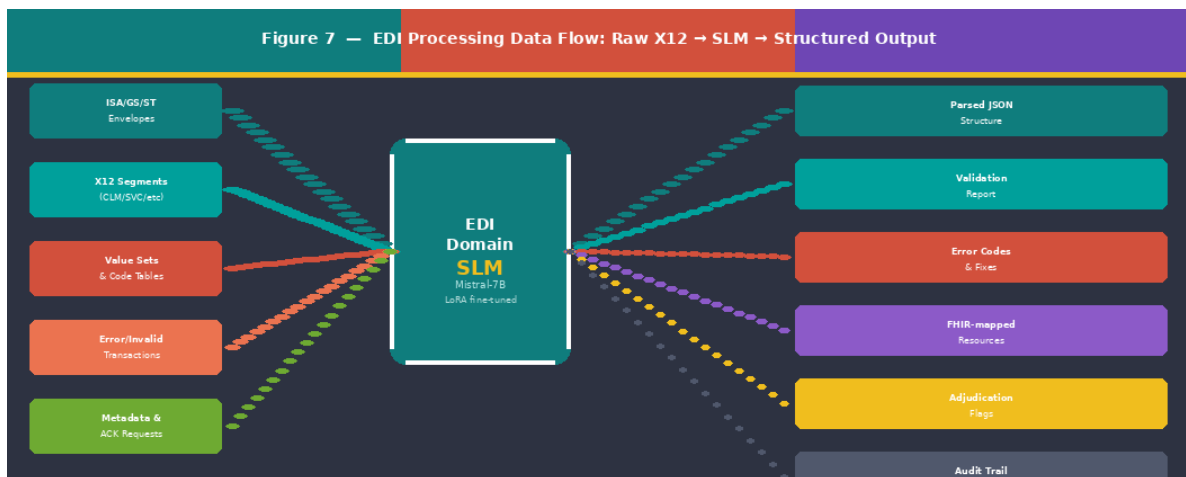 Figure 7 — EDI Processing Data Flow: Raw X12 → SLM → Structured Output
ISA/GS/ST
Envelopes
X12 Segments
(CLM/SVC/etc)
Value Sets
& Code Tables
Error/Invalid
Transactions
Metadata &
ACK Requests
EDI
Domain
SLM
Mistral-7B
LoRA fine-tuned
Parsed JSON
Structure
Validation
Report
Error Codes
& Fixes
FHIR-mapped
Resources
Adjudication
Flags
Audit Trail